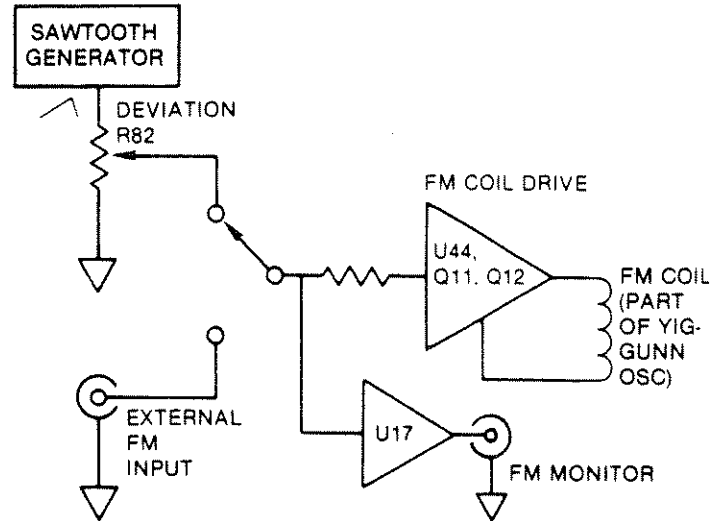 SAWTOOTH
GENERATOR
DEVIATION
R82
FM COIL DRIVE
U44,
Q11, Q12
FM COIL
(PART
OF YIG-
GUNN
OSC)
EXTERNAL
FM
INPUT
U17
FM MONITOR